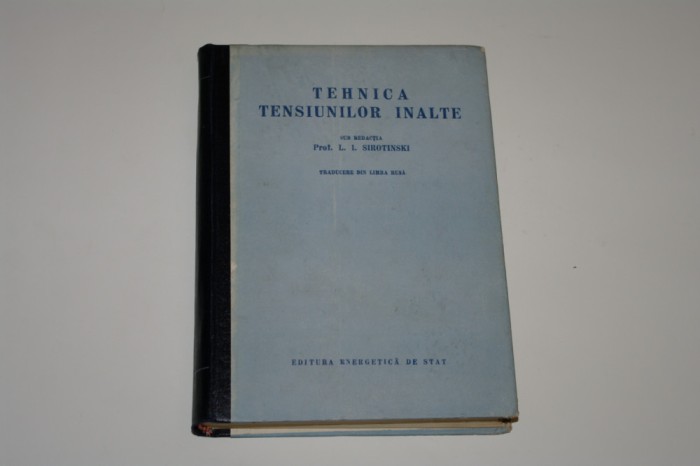 TEHNICA
TENSIUNILOR INALTE
SUB REDACȚIA
Prof. L. I. SIROTINSKI
TRADUCERE DIN LIMBA RUSĂ
EDITURA ENERGETICĂ DE STAT